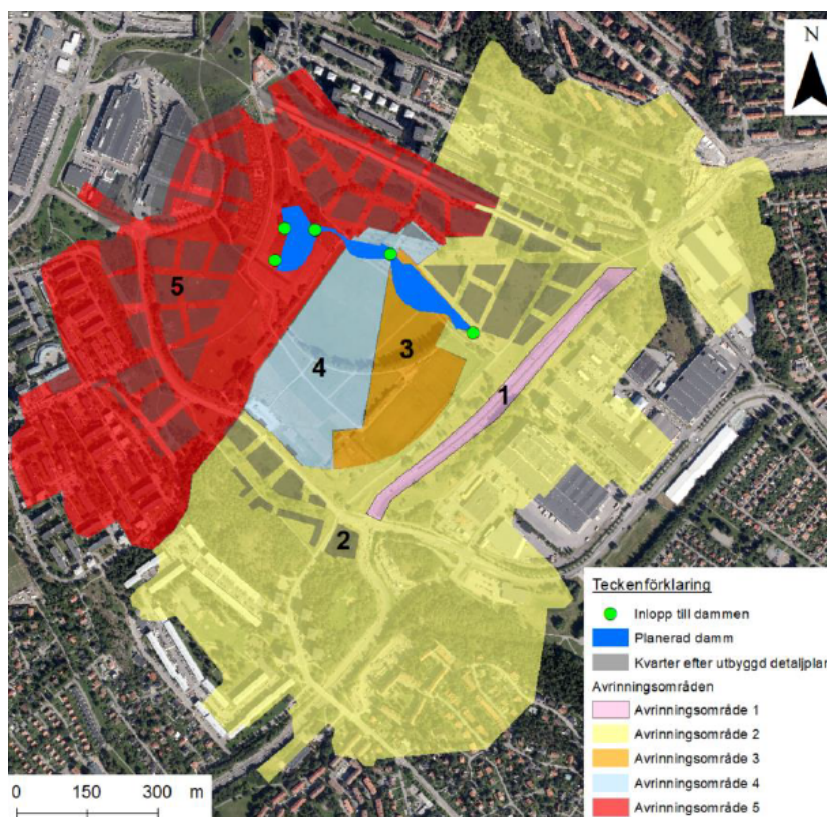 N
5
4
3
1
2
Teckenförklaring
Inlopp till dammen
Planerad damm
Kvarter efter utbyggd detaljplan
Avrinningsområden
Avrinningsområde 1
Avrinningsområde 2
Avrinningsområde 3
Avrinningsområde 4
Avrinningsområde 5
0 150 300 m